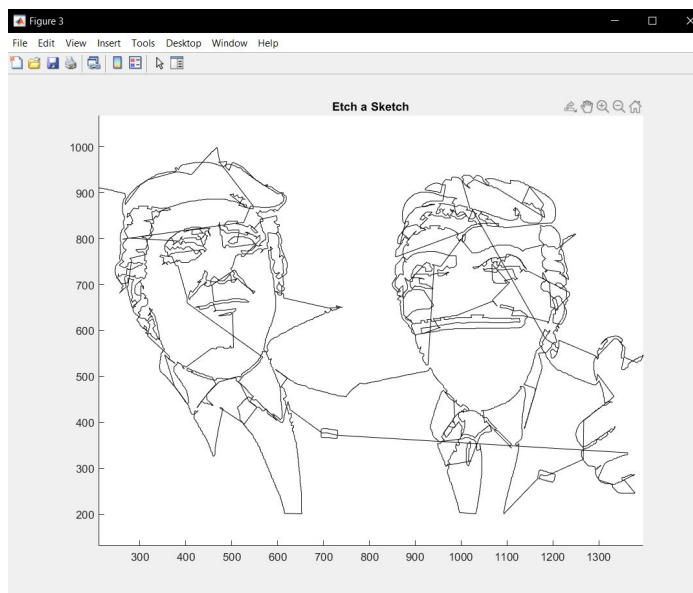 Figure 3
File Edit View Insert Tools Desktop Window Help
Etch a Sketch
1000
900
800
700
600
500
400
300
200
300 400 500 600 700 800 900 1000 1100 1200 1300